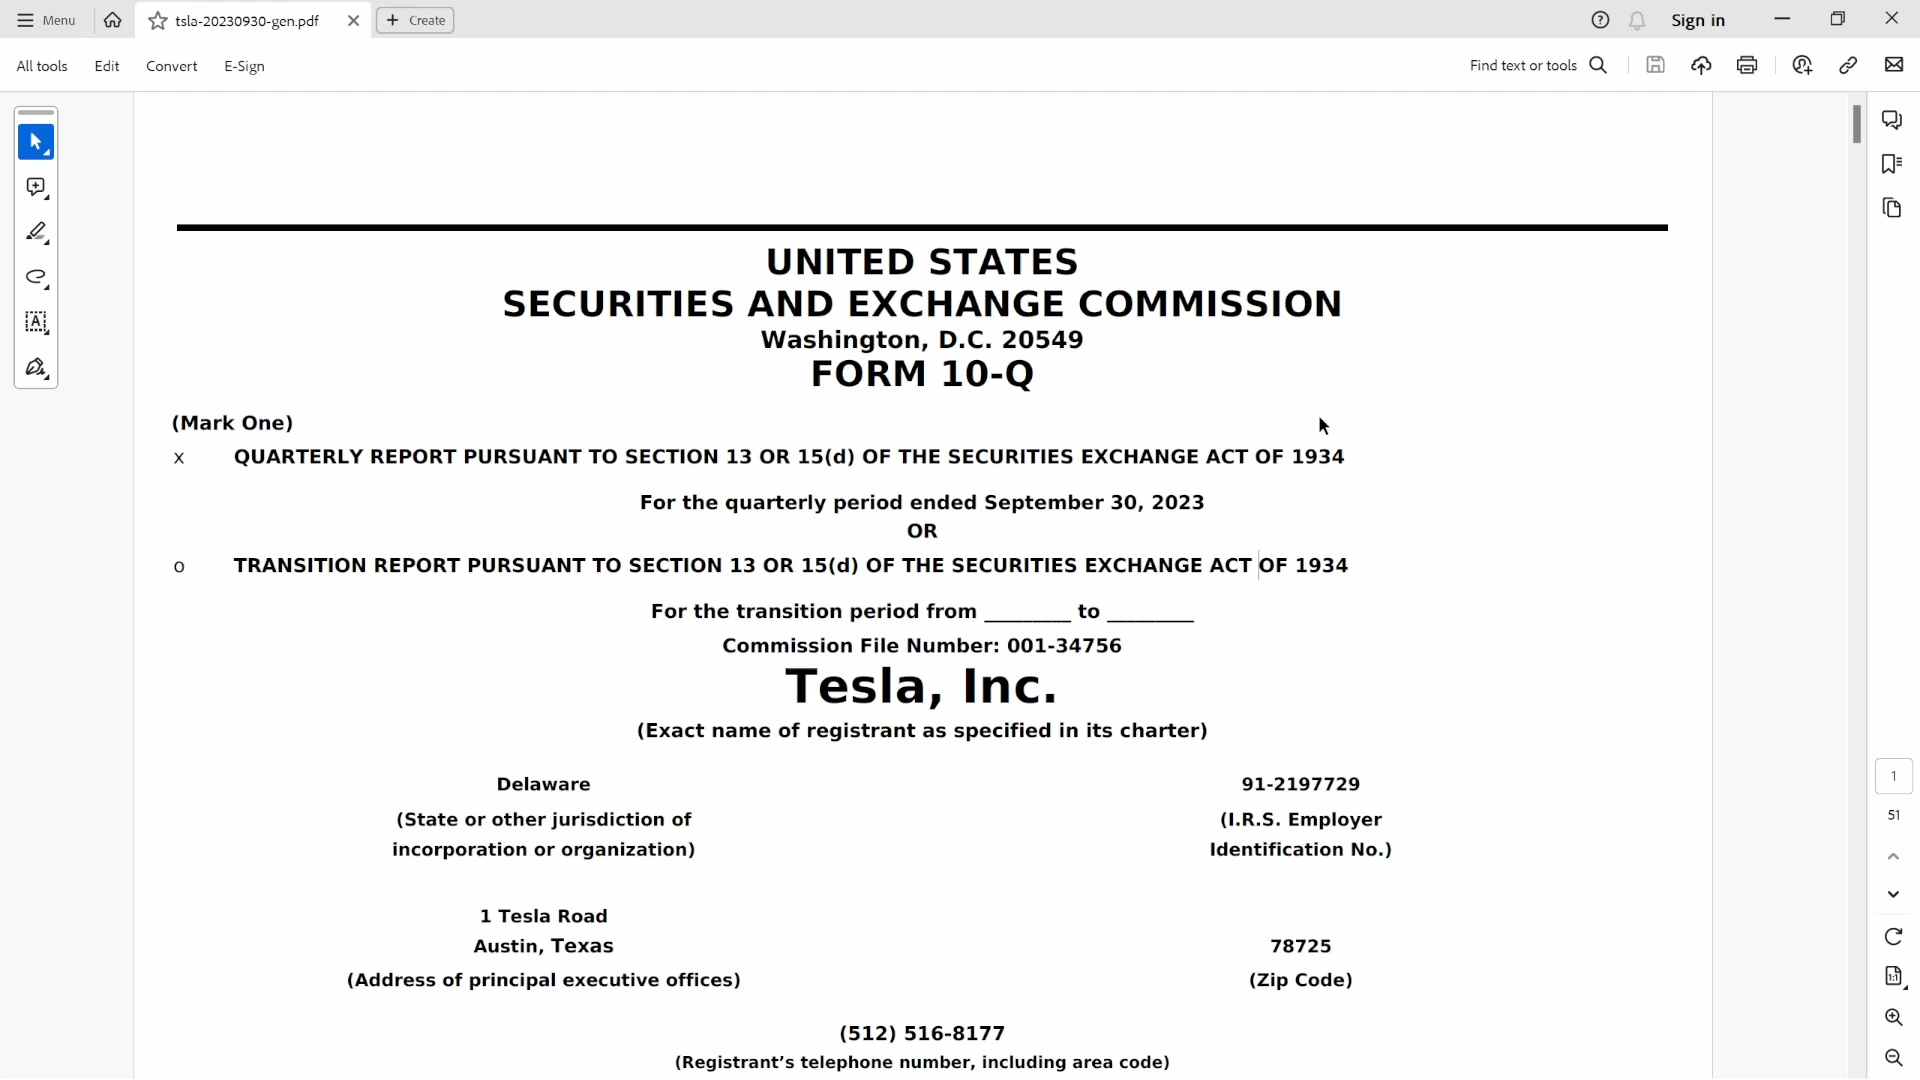 Menu
tsla-20230930-gen.pdf
Create
Sign in
All tools
Edit
Convert
E-Sign
Find text or tools
UNITED STATES
SECURITIES AND EXCHANGE COMMISSION
Washington, D.C. 20549
FORM 10-Q
(Mark One)
x QUARTERLY REPORT PURSUANT TO SECTION 13 OR 15(d) OF THE SECURITIES EXCHANGE ACT OF 1934
For the quarterly period ended September 30, 2023
OR
o TRANSITION REPORT PURSUANT TO SECTION 13 OR 15(d) OF THE SECURITIES EXCHANGE ACT OF 1934
For the transition period from _________ to _________
Commission File Number: 001-34756
Tesla, Inc.
(Exact name of registrant as specified in its charter)
Delaware 91-2197729
(State or other jurisdiction of (I.R.S. Employer
incorporation or organization) Identification No.)
1 Tesla Road
Austin, Texas 78725
(Address of principal executive offices) (Zip Code)
(512) 516-8177
(Registrant’s telephone number, including area code)
1
51